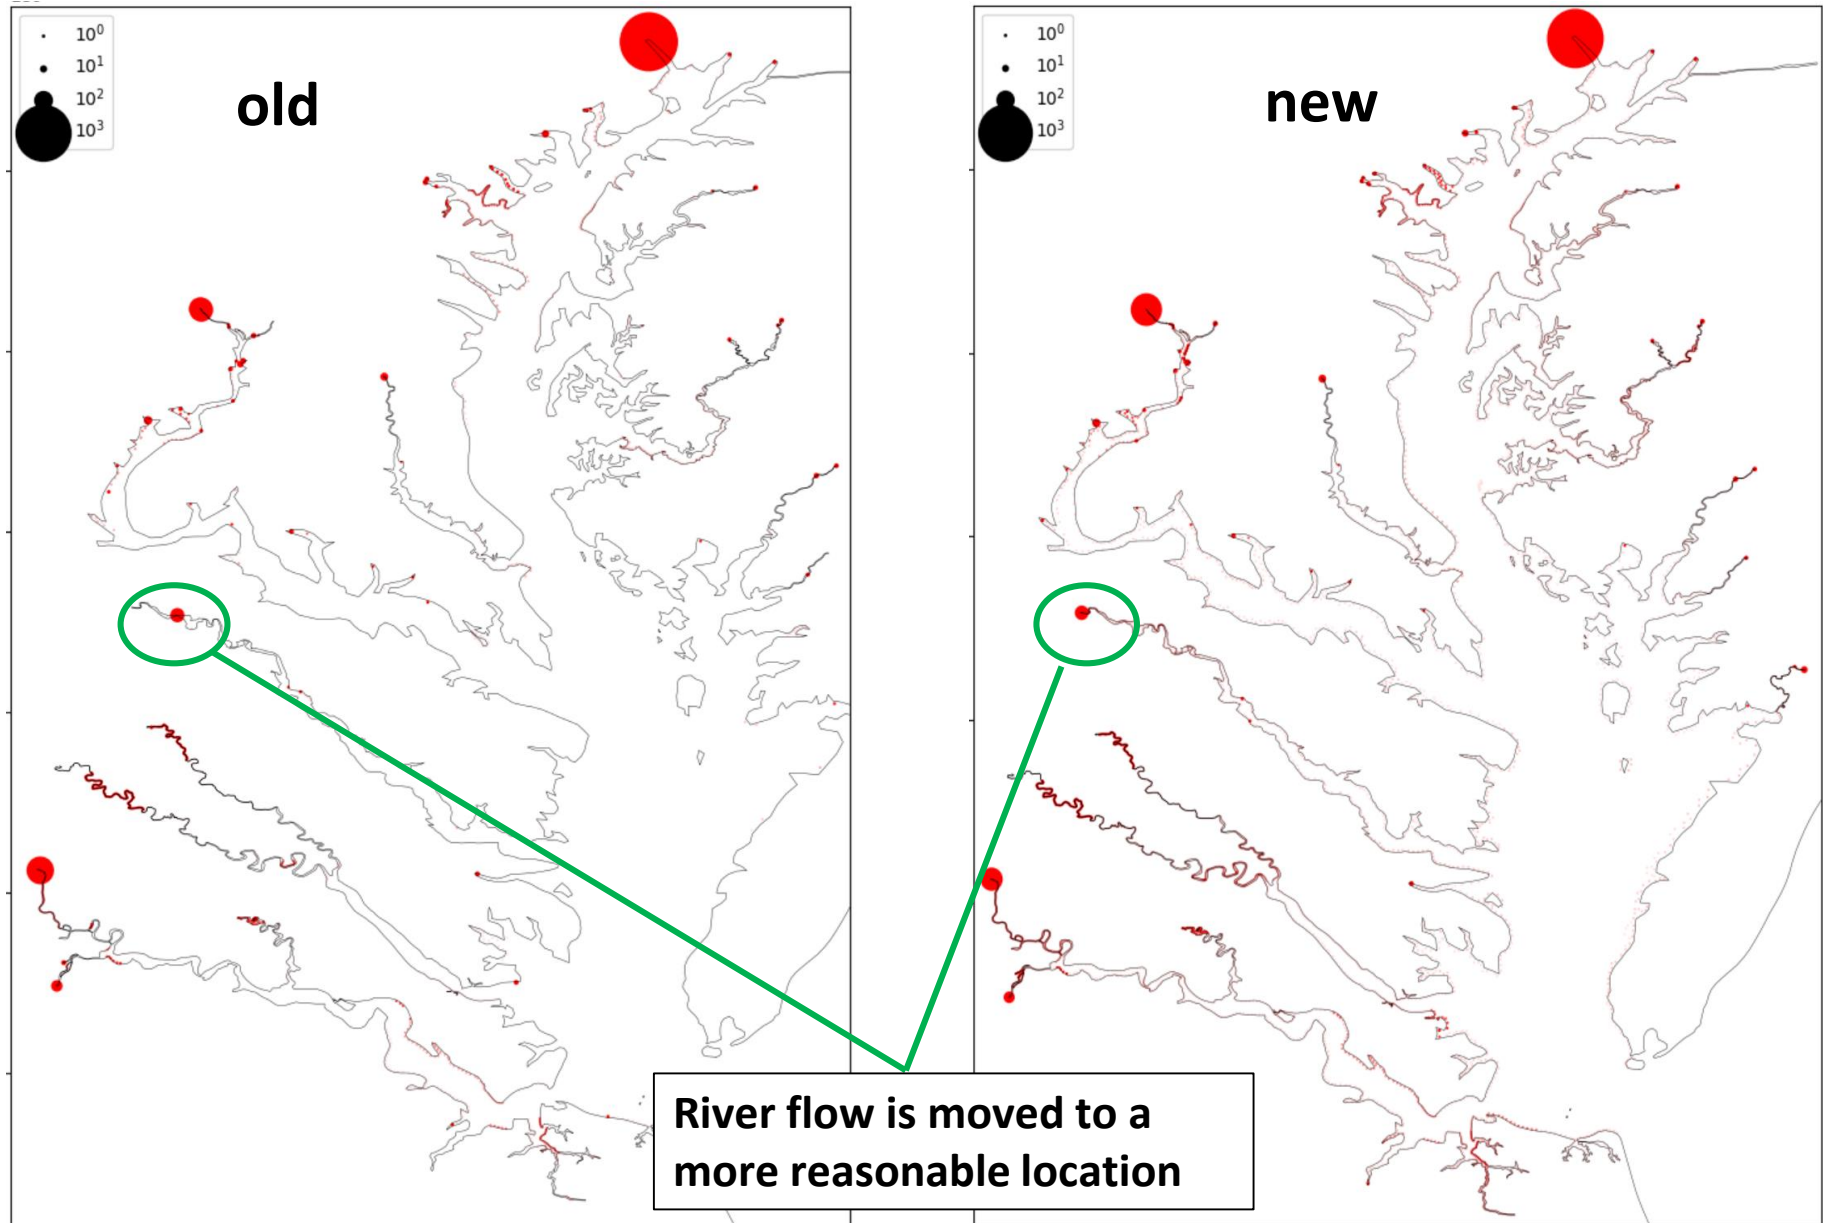 10⁰
10¹
10²
10³
old
10⁰
10¹
10²
10³
new
River flow is moved to a
more reasonable location